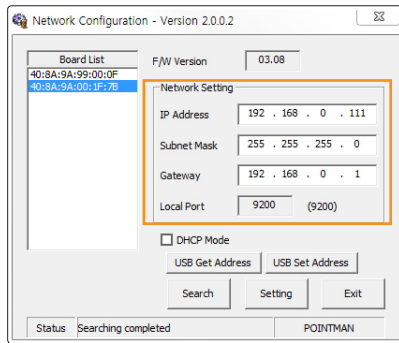 Network Configuration - Version 2.0.0.2
Board List
40:8A:9A:99:00:0F
40:8A:9A:00:1F:7B
F/W Version 03.08
Network Setting
IP Address 192 . 168 . 0 . 111
Subnet Mask 255 . 255 . 255 . 0
Gateway 192 . 168 . 0 . 1
Local Port 9200 (9200)
DHCP Mode
USB Get Address USB Set Address
Search Setting Exit
Status Searching completed POINTMAN